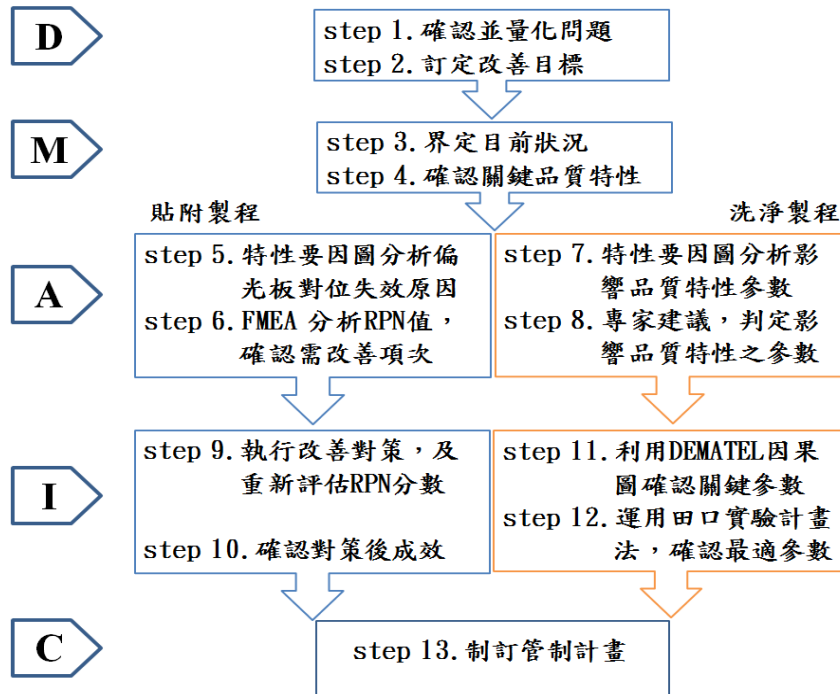 D
step 1.確認並量化問題
step 2.訂定改善目標
M
step 3.界定目前狀況
step 4.確認關鍵品質特性
貼附製程
洗淨製程
A
step 5.特性要因圖分析偏
光板對位失效原因
step 6.FMEA 分析RPN值，
確認需改善項次
step 7.特性要因圖分析影
響品質特性參數
step 8.專家建議，判定影
響品質特性之參數
I
step 9.執行改善對策，及
重新評估RPN分數
step 10.確認對策後成效
step 11.利用DEMATEL因果
圖確認關鍵參數
step 12.運用田口實驗計畫
法，確認最適參數
C
step 13.制訂管制計畫